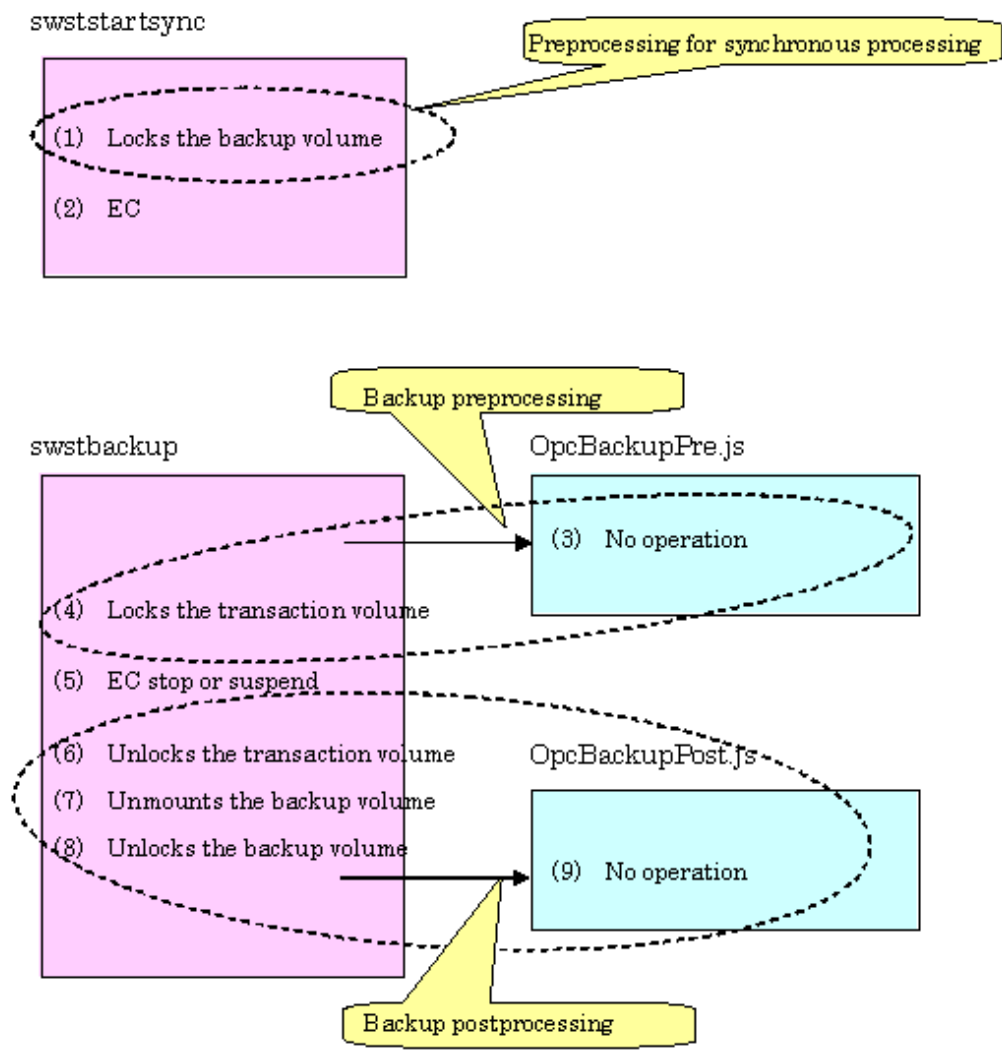 swststartsync
Preprocessing for synchronous processing
(1) Locks the backup volume
(2) EC
Backup preprocessing
swstbackup
OpcBackupPre.js
(3) No operation
(4) Locks the transaction volume
(5) EC stop or suspend
(6) Unlocks the transaction volume
OpcBackupPost.js
(7) Unmounts the backup volume
(8) Unlocks the backup volume
(9) No operation
Backup postprocessing